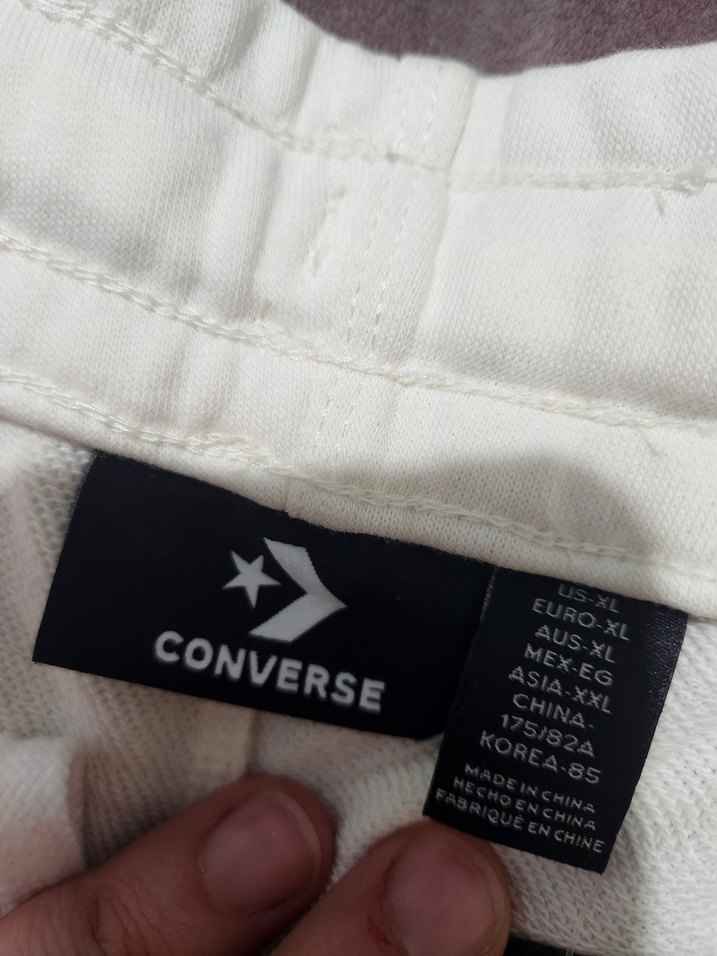 CONVERSE
US-XL
EURO-XL
AUS-XL
MEX-EG
ASIA-XXL
CHINA-
175/82A
KOREA-85
MADE IN CHINA
HECHO EN CHINA
FABRIQUÉ EN CHINE